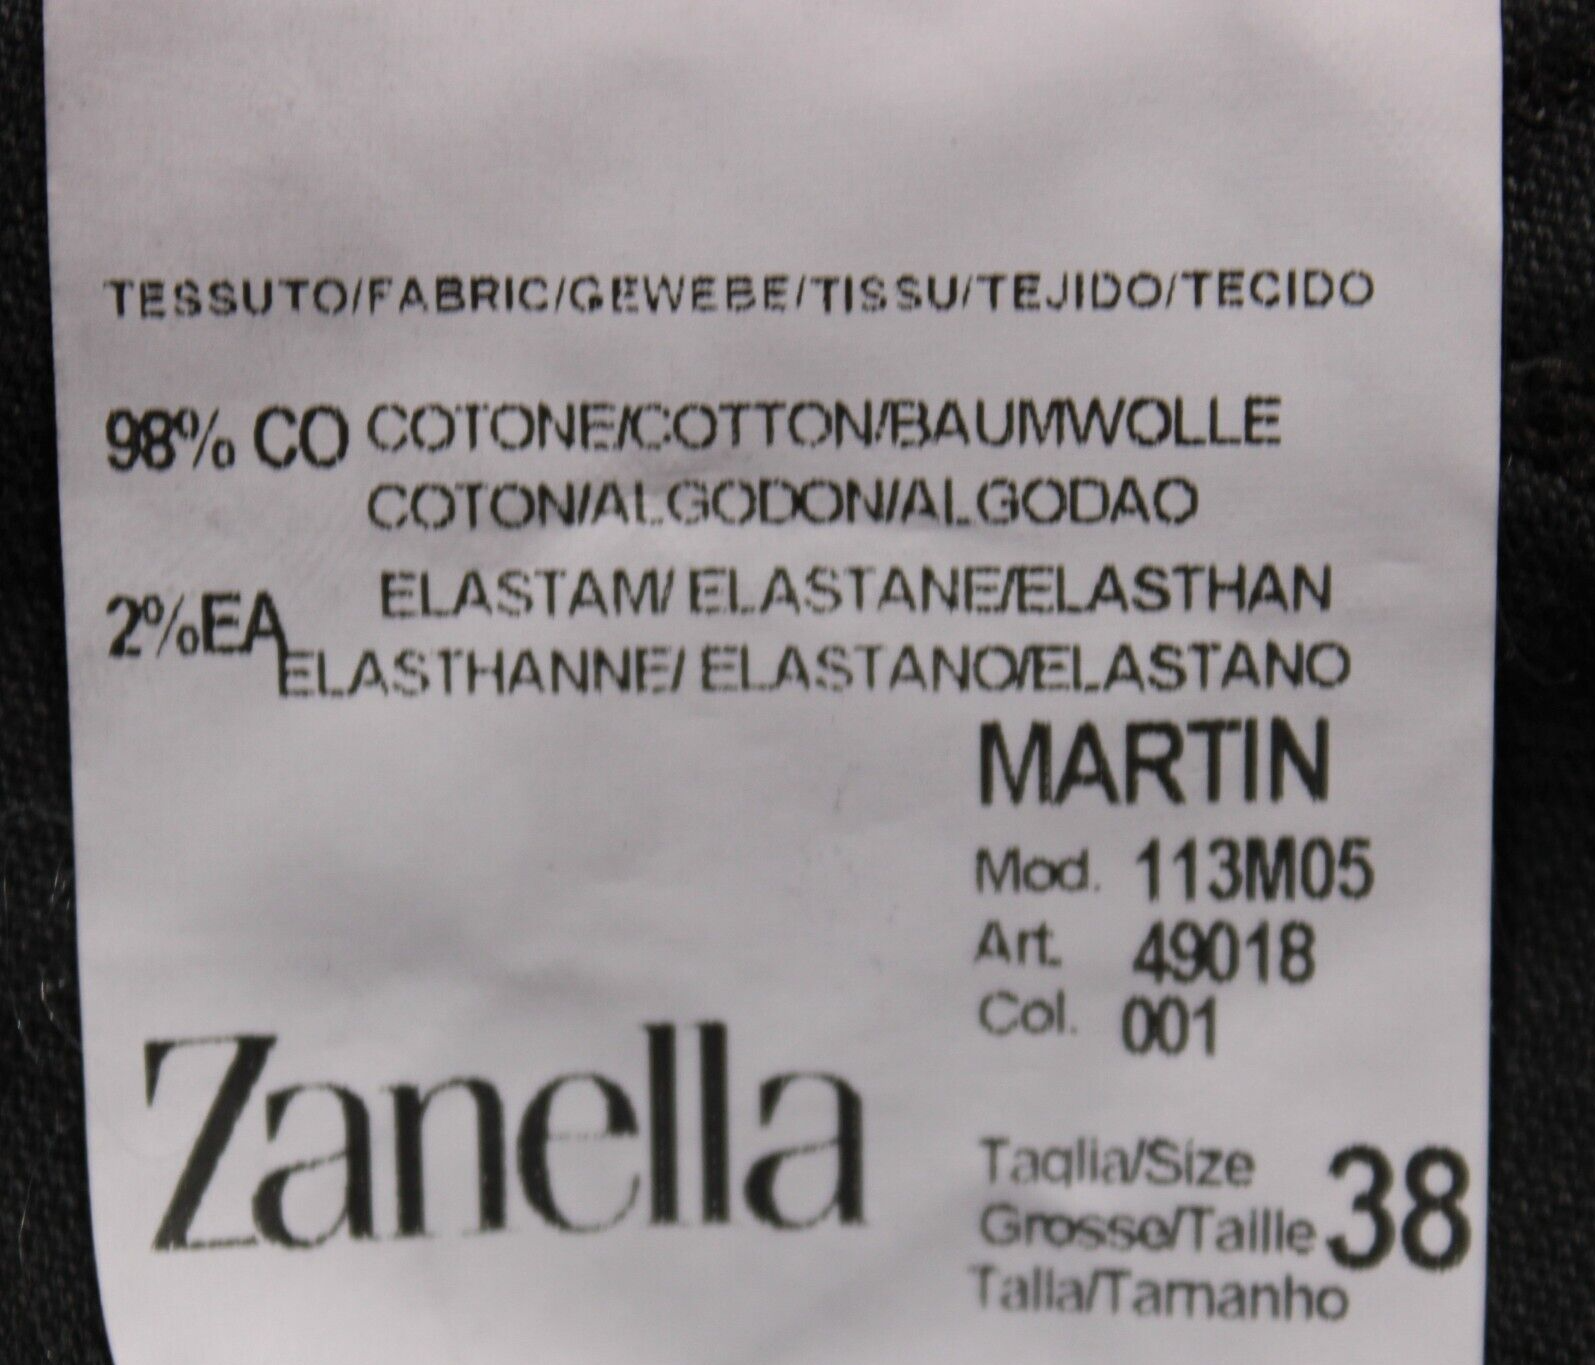 TESSUTO/FABRIC/GEWEBE/TISSU/TEJIDO/TECIDO
98% CO COTONE/COTTON/BAUMWOLLE
COTON/ALGODON/ALGODAO
2%EA ELASTAM/ ELASTANE/ELASTHAN
ELASTHANNE/ ELASTANO/ELASTANO
MARTIN
Mod. 113M05
Art. 49018
Col. 001
Zanella
Taglia/Size
Grosse/Taille 38
Talla/Tamanho